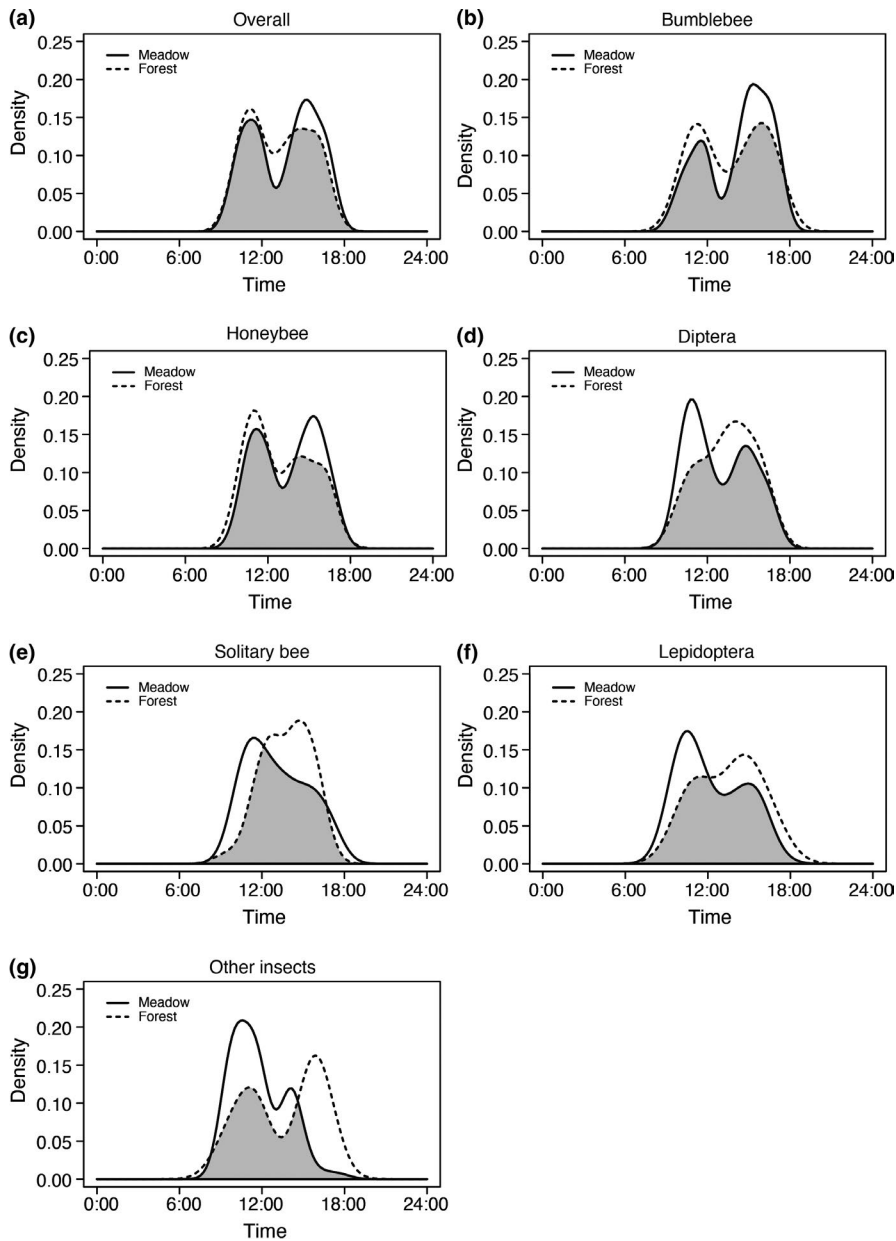 (a)
Overall
Meadow
Forest
Density
0.25
0.20
0.15
0.10
0.05
0.00
0:00 6:00 12:00 18:00 24:00
Time
(b)
Bumblebee
Meadow
Forest
Density
0.25
0.20
0.15
0.10
0.05
0.00
0:00 6:00 12:00 18:00 24:00
Time
(c)
Honeybee
Meadow
Forest
Density
0.25
0.20
0.15
0.10
0.05
0.00
0:00 6:00 12:00 18:00 24:00
Time
(d)
Diptera
Meadow
Forest
Density
0.25
0.20
0.15
0.10
0.05
0.00
0:00 6:00 12:00 18:00 24:00
Time
(e)
Solitary bee
Meadow
Forest
Density
0.25
0.20
0.15
0.10
0.05
0.00
0:00 6:00 12:00 18:00 24:00
Time
(f)
Lepidoptera
Meadow
Forest
Density
0.25
0.20
0.15
0.10
0.05
0.00
0:00 6:00 12:00 18:00 24:00
Time
(g)
Other insects
Meadow
Forest
Density
0.25
0.20
0.15
0.10
0.05
0.00
0:00 6:00 12:00 18:00 24:00
Time